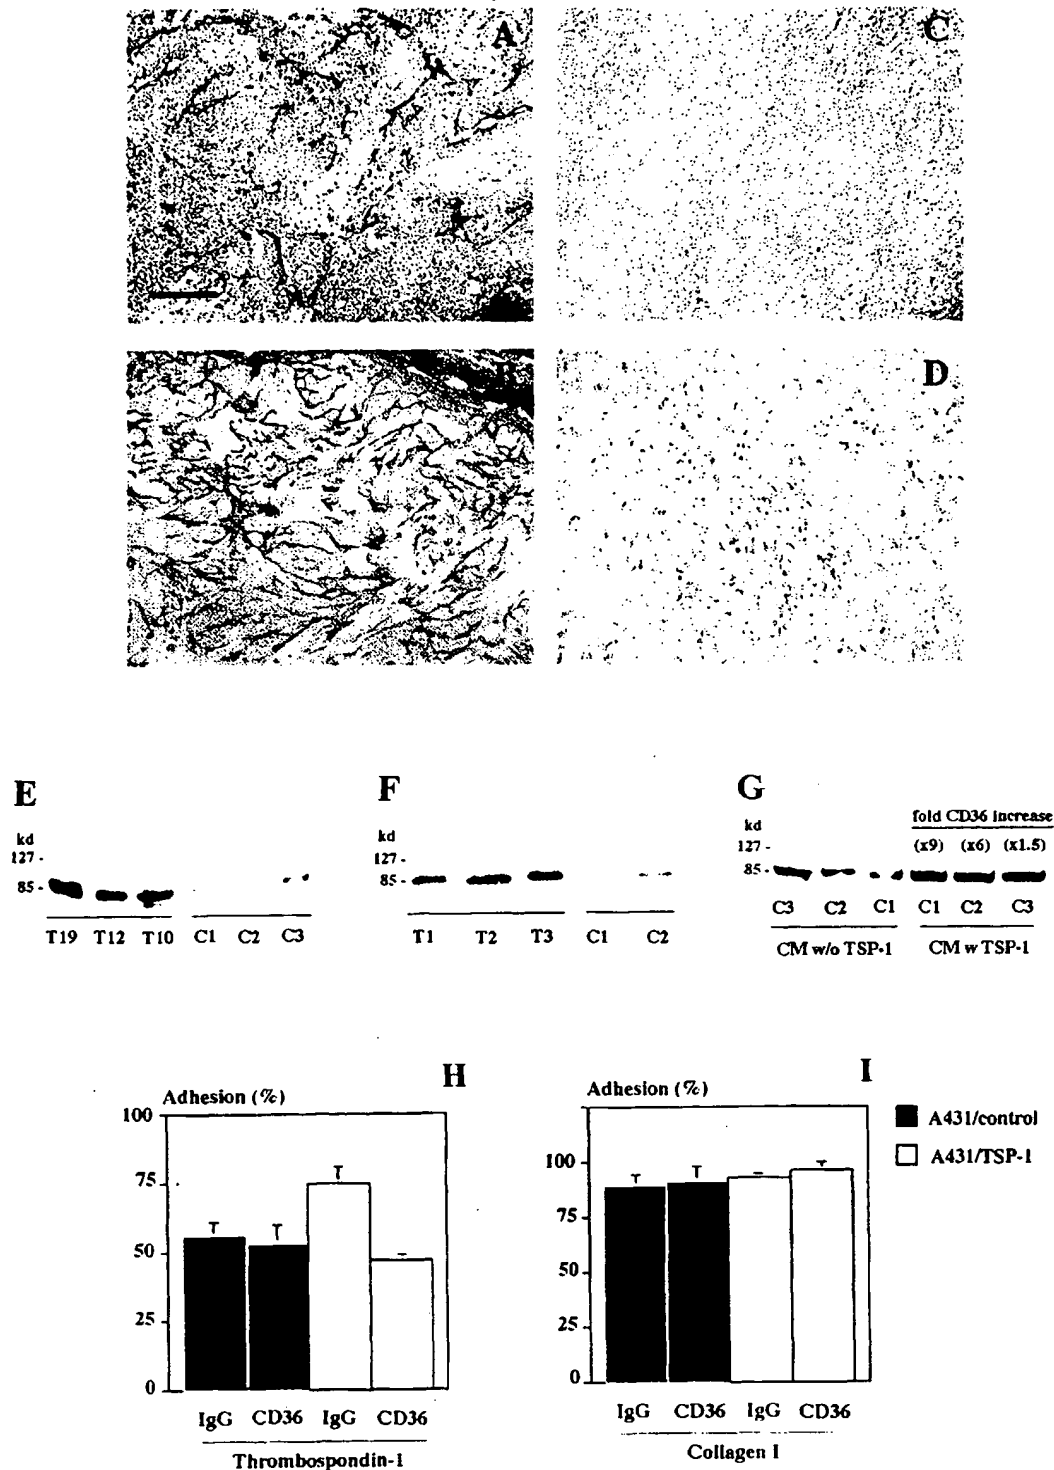 A
C
B
D
E
kd
127 -
85 -
T19 T12 T10 C1 C2 C3
F
kd
127 -
85 -
T1 T2 T3 C1 C2
G
fold CD36 increase
kd
127 -
(x9) (x6) (x1.5)
85 -
C3 C2 C1 C1 C2 C3
CM w/o TSP-1 CM w TSP-1
H
Adhesion (%)
100
75
50
25
0
IgG CD36 IgG CD36
Thrombospondin-1
I
Adhesion (%)
100
75
50
25
0
IgG CD36 IgG CD36
Collagen I
A431/control
A431/TSP-1